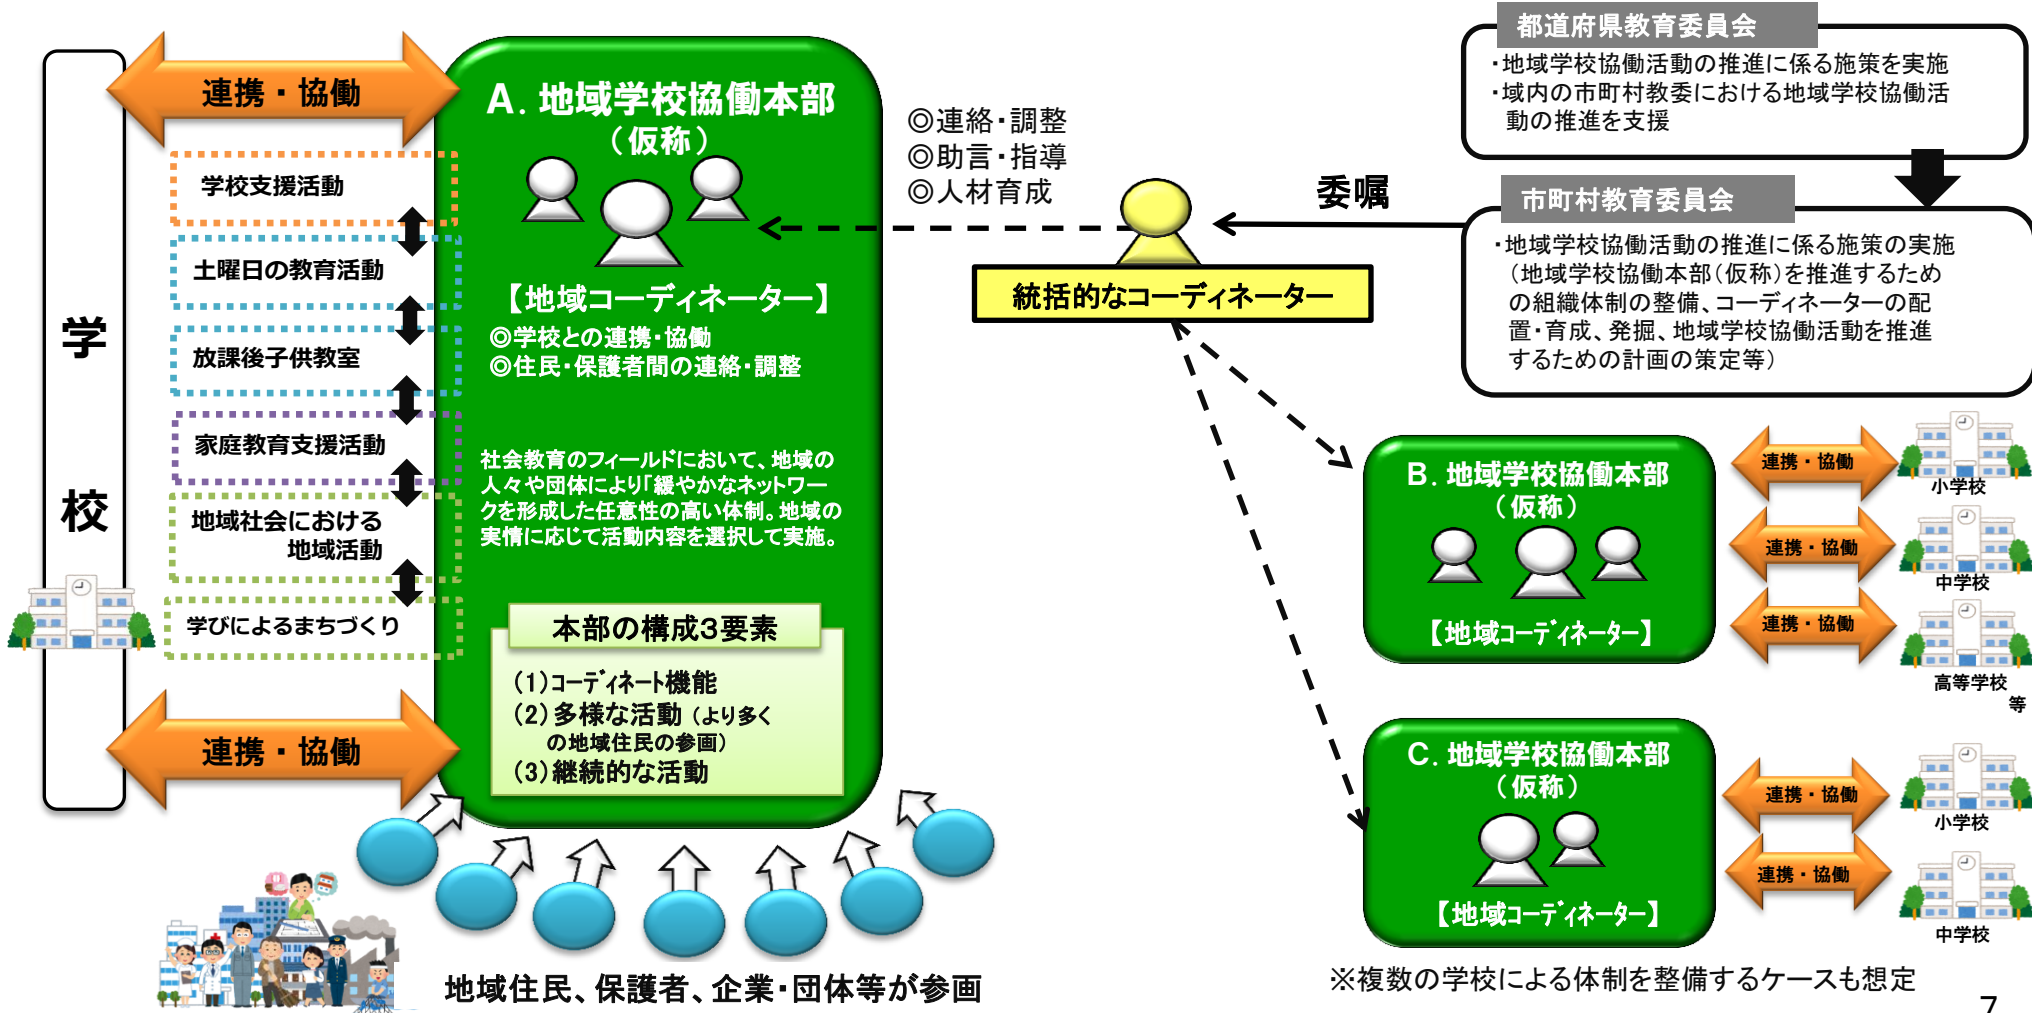 連携・協働
学
校
学校支援活動
土曜日の教育活動
放課後子供教室
家庭教育支援活動
地域社会における
地域活動
学びによるまちづくり
連携・協働
A．地域学校協働本部
（仮称）
【地域コーディネーター】
◎学校との連携・協働
◎住民・保護者間の連絡・調整
社会教育のフィールドにおいて、地域の
人々や団体により「緩やかなネットワー
クを形成した任意性の高い体制。地域の
実情に応じて活動内容を選択して実施。
本部の構成3要素
（1）コーディネート機能
（2）多様な活動（より多く
の地域住民の参画）
（3）継続的な活動
地域住民、保護者、企業・団体等が参画
◎連絡・調整
◎助言・指導
◎人材育成
統括的なコーディネーター
委嘱
都道府県教育委員会
・地域学校協働活動の推進に係る施策を実施
・域内の市町村教委における地域学校協働活
動の推進を支援
市町村教育委員会
・地域学校協働活動の推進に係る施策の実施
（地域学校協働本部（仮称）を推進するため
の組織体制の整備、コーディネーターの配
置・育成、発掘、地域学校協働活動を推進
するための計画の策定等）
B．地域学校協働本部
（仮称）
【地域コーディネーター】
連携・協働
小学校
連携・協働
中学校
連携・協働
高等学校
等
C．地域学校協働本部
（仮称）
【地域コーディネーター】
連携・協働
小学校
連携・協働
中学校
※複数の学校による体制を整備するケースも想定
7